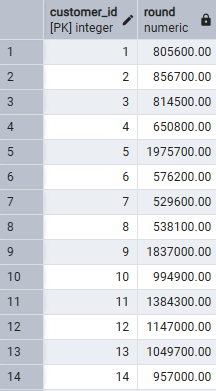 customer_id round
[PK] integer numeric
1 1 805600.00
2 2 856700.00
3 3 814500.00
4 4 650800.00
5 5 1975700.00
6 6 576200.00
7 7 529600.00
8 8 538100.00
9 9 1837000.00
10 10 994900.00
11 11 1384300.00
12 12 1147000.00
13 13 1049700.00
14 14 957000.00